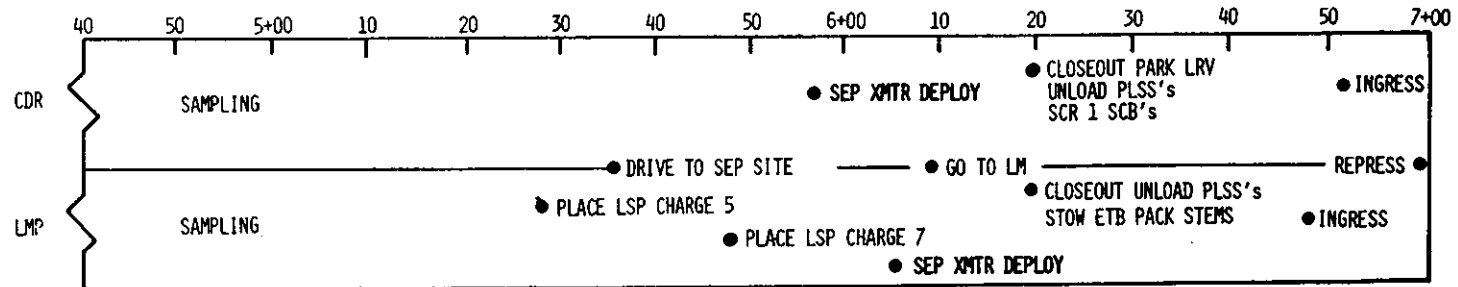 40 50 5+00 10 20 30 40 50 6+00 10 20 30 40 50 7+00
CDR
SAMPLING
SEP XMTR DEPLOY
CLOSEOUT PARK LRV
UNLOAD PLSS's
SCR 1 SCB's
INGRESS
DRIVE TO SEP SITE
GO TO LM
REPRESS
LMP
SAMPLING
PLACE LSP CHARGE 5
PLACE LSP CHARGE 7
SEP XMTR DEPLOY
CLOSEOUT UNLOAD PLSS's
STOW ETB PACK STEMS
INGRESS